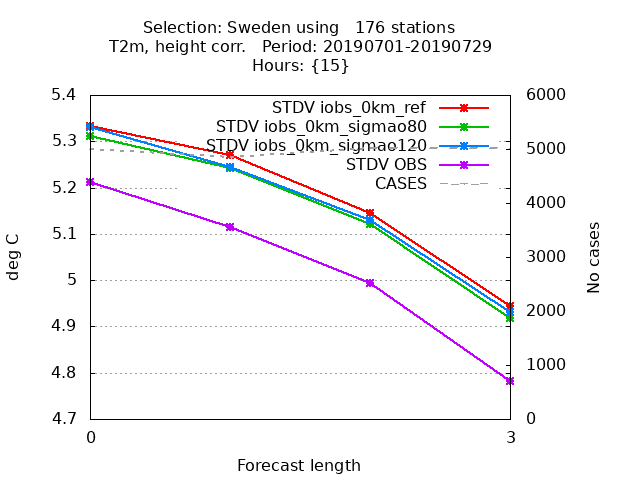 Selection: Sweden using   176 stations
T2m, height corr.   Period: 20190701-20190729
Hours: {15}
STDV iobs_0km_ref
STDV iobs_0km_sigmao80
STDV iobs_0km_sigmao120
STDV OBS
CASES
5.4
5.3
5.2
5.1
5
4.9
4.8
4.7
deg C
6000
5000
4000
3000
2000
1000
0
No cases
0
3
Forecast length